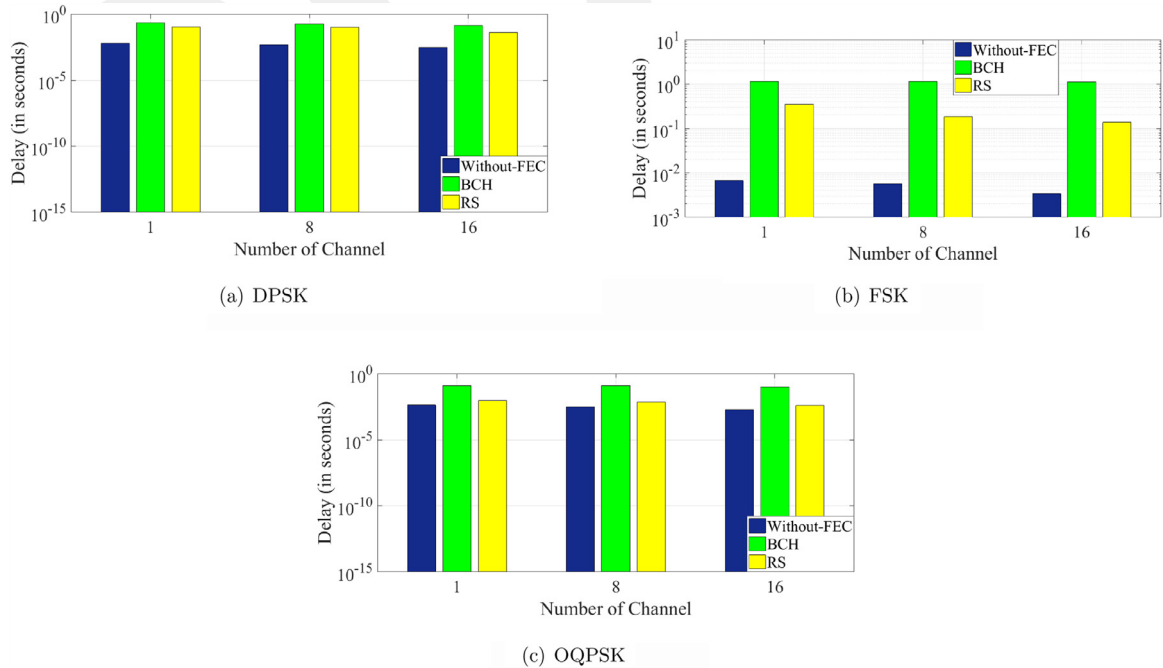 10^0
10^-5
10^-10
10^-15
Delay (in seconds)
Without-FEC
BCH
RS
1 8 16
Number of Channel
(a) DPSK
10^1
10^0
10^-1
10^-2
10^-3
Delay (in seconds)
Without-FEC
BCH
RS
1 8 16
Number of Channel
(b) FSK
10^0
10^-5
10^-10
10^-15
Delay (in seconds)
Without-FEC
BCH
RS
1 8 16
Number of Channel
(c) OQPSK